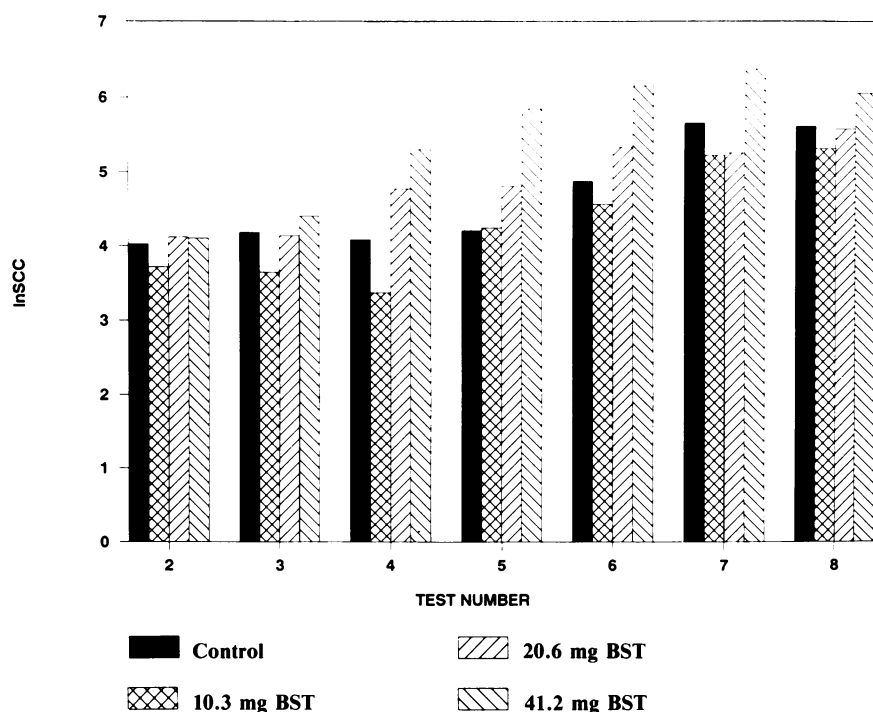 7
6
5
4
3
2
1
0
lnSCC
2 3 4 5 6 7 8
TEST NUMBER
Control
20.6 mg BST
10.3 mg BST
41.2 mg BST